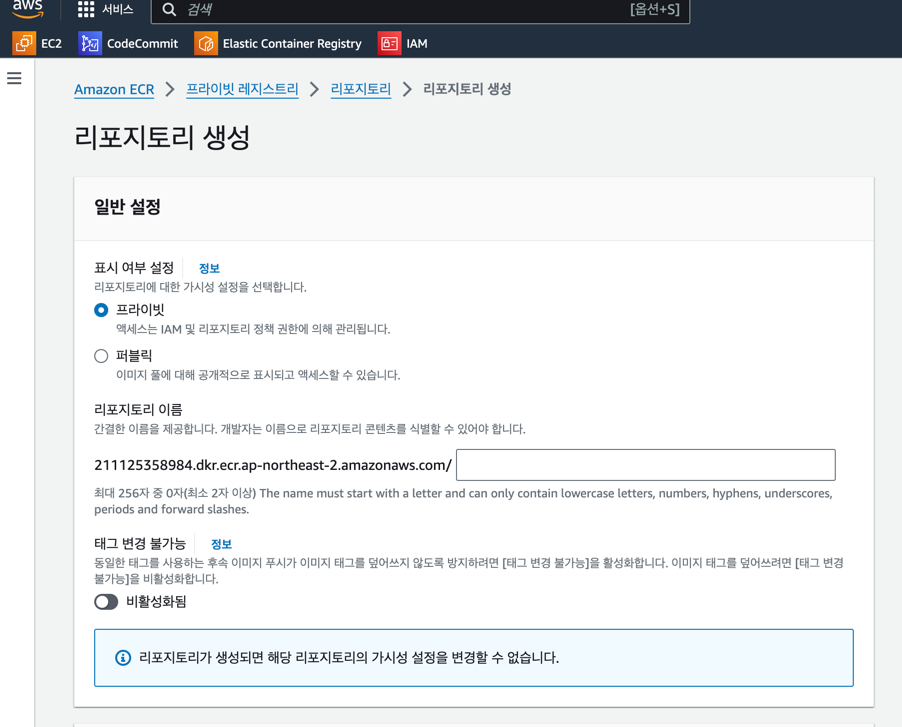 aws 서비스 검색 [옵션+S]
EC2 CodeCommit Elastic Container Registry IAM
Amazon ECR 프라이빗 레지스트리 리포지토리 리포지토리 생성
리포지토리 생성
일반 설정
표시 여부 설정 정보
리포지토리에 대한 가시성 설정을 선택합니다.
프라이빗
액세스는 IAM 및 리포지토리 정책 권한에 의해 관리됩니다.
퍼블릭
이미지 풀에 대해 공개적으로 표시되고 액세스할 수 있습니다.
리포지토리 이름
간결한 이름을 제공합니다. 개발자는 이름으로 리포지토리 콘텐츠를 식별할 수 있어야 합니다.
211125358984.dkr.ecr.ap-northeast-2.amazonaws.com/
최대 256자 중 0자(최소 2자 이상) The name must start with a letter and can only contain lowercase letters, numbers, hyphens, underscores,
periods and forward slashes.
태그 변경 불가능 정보
동일한 태그를 사용하는 후속 이미지 푸시가 이미지 태그를 덮어쓰지 않도록 방지하려면 [태그 변경 불가능]을 활성화합니다. 이미지 태그를 덮어쓰려면 [태그 변경
불가능]을 비활성화합니다.
비활성화됨
리포지토리가 생성되면 해당 리포지토리의 가시성 설정을 변경할 수 없습니다.